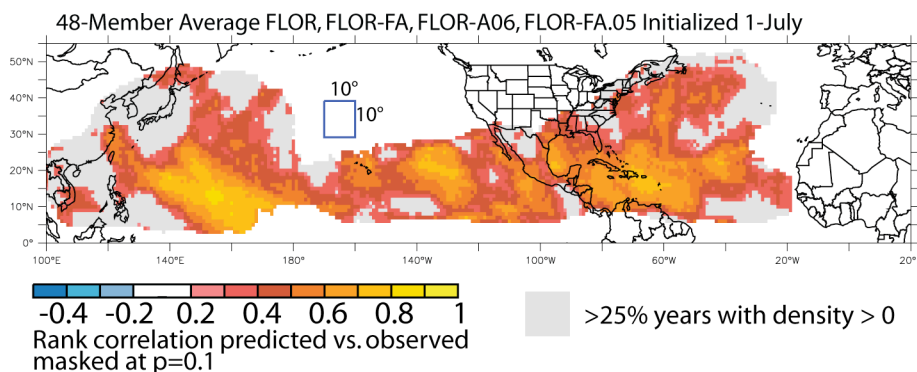 48-Member Average FLOR, FLOR-FA, FLOR-A06, FLOR-FA.05 Initialized 1-July
50°N
40°N
30°N
20°N
10°N
0°
10°
10°
100°E 140°E 180° 140°W 100°W 60°W 20°W 20°
-0.4 -0.2 0.2 0.4 0.6 0.8 1
Rank correlation predicted vs. observed
masked at p=0.1
>25% years with density > 0